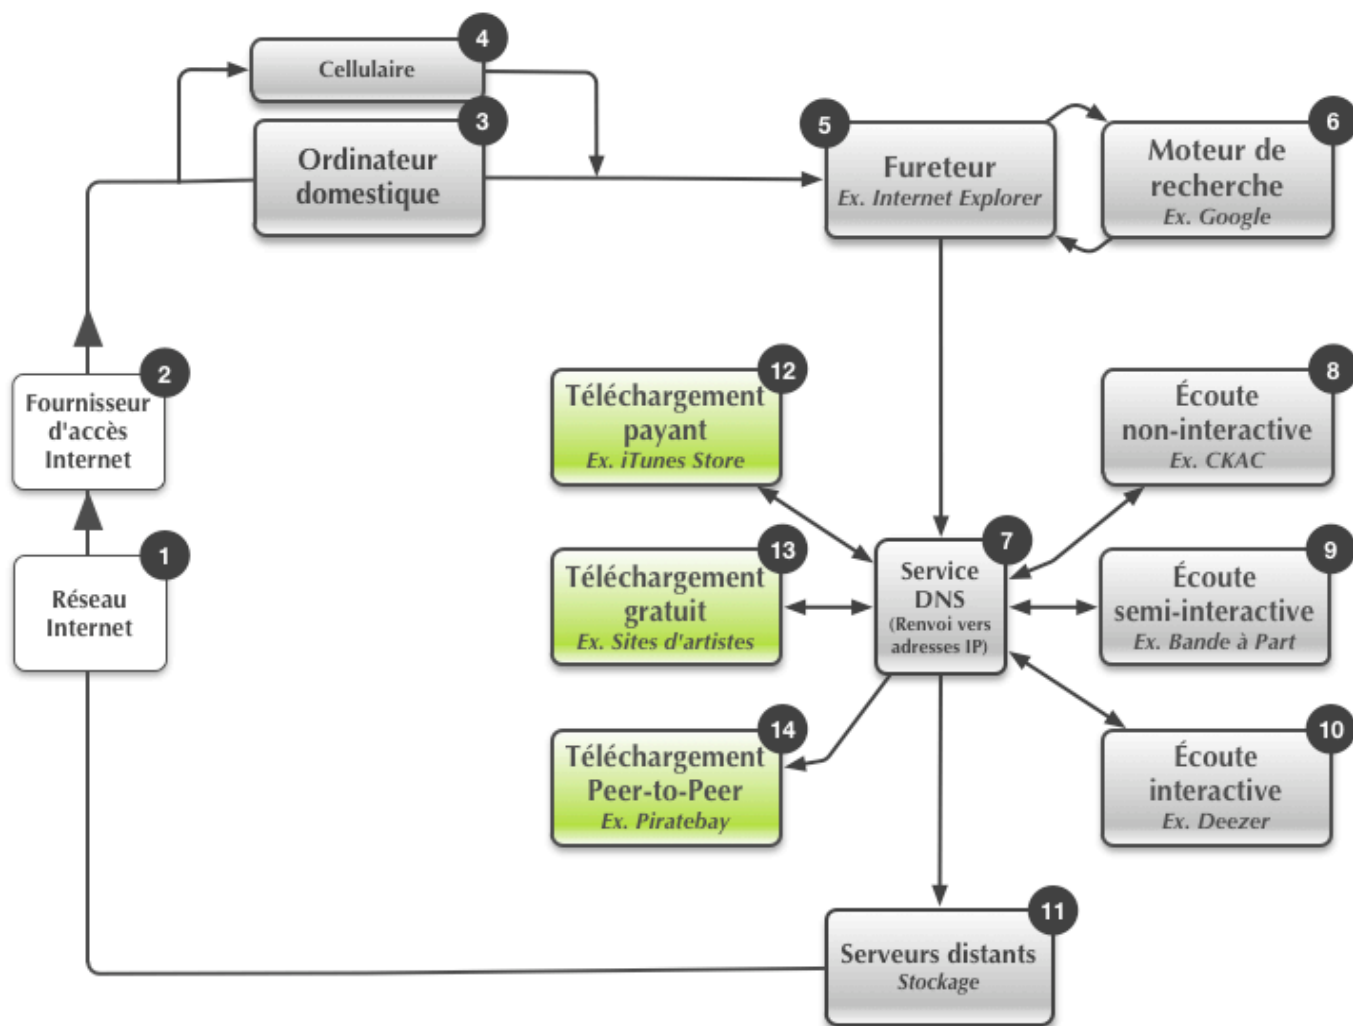 4
Cellulaire
3
Ordinateur
domestique
5
Fureteur
Ex. Internet Explorer
6
Moteur de
recherche
Ex. Google
2
Fournisseur
d'accès
Internet
1
Réseau
Internet
12
Téléchargement
payant
Ex. iTunes Store
8
Écoute
non-interactive
Ex. CKAC
13
Téléchargement
gratuit
Ex. Sites d'artistes
7
Service
DNS
(Renvoi vers
adresses IP)
9
Écoute
semi-interactive
Ex. Bande à Part
14
Téléchargement
Peer-to-Peer
Ex. Piratebay
10
Écoute
interactive
Ex. Deezer
11
Serveurs distants
Stockage